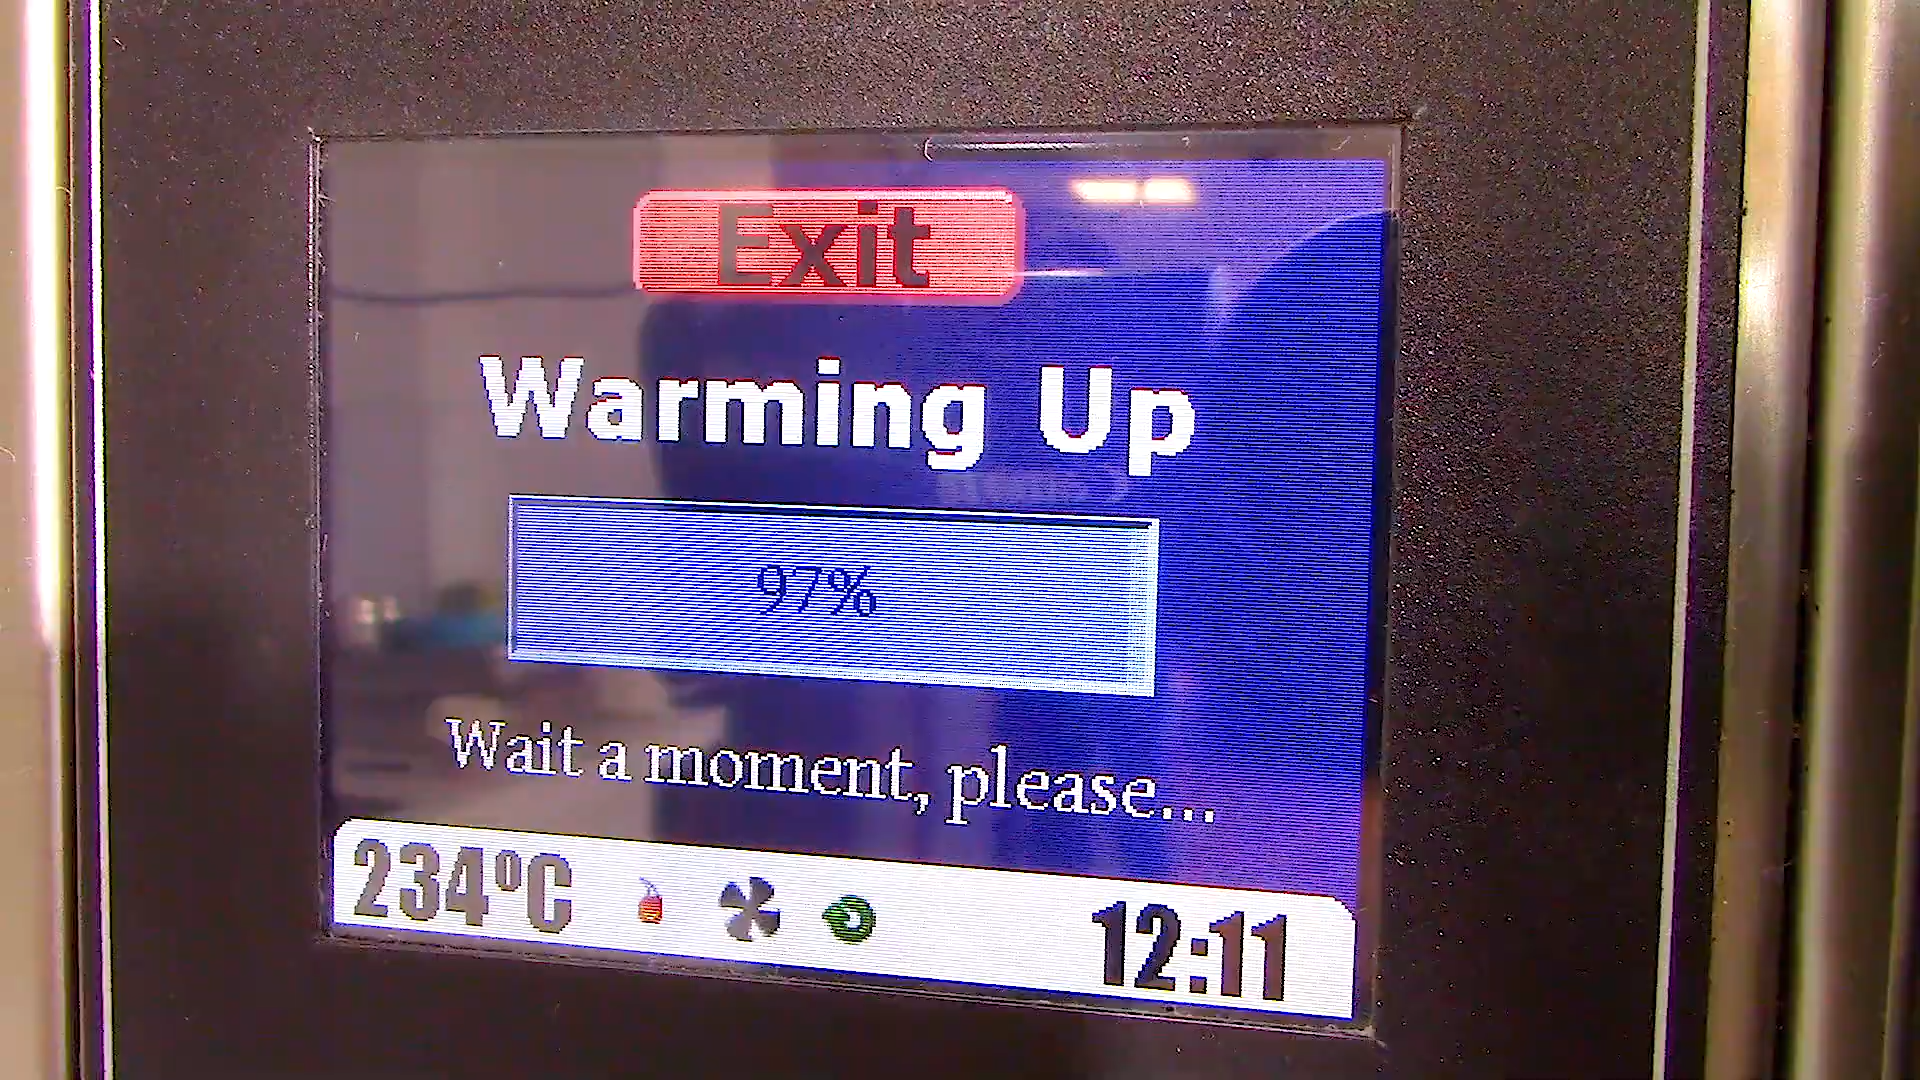 Exit
Warming Up
97%
Wait a moment, please...
234ºC 12:11